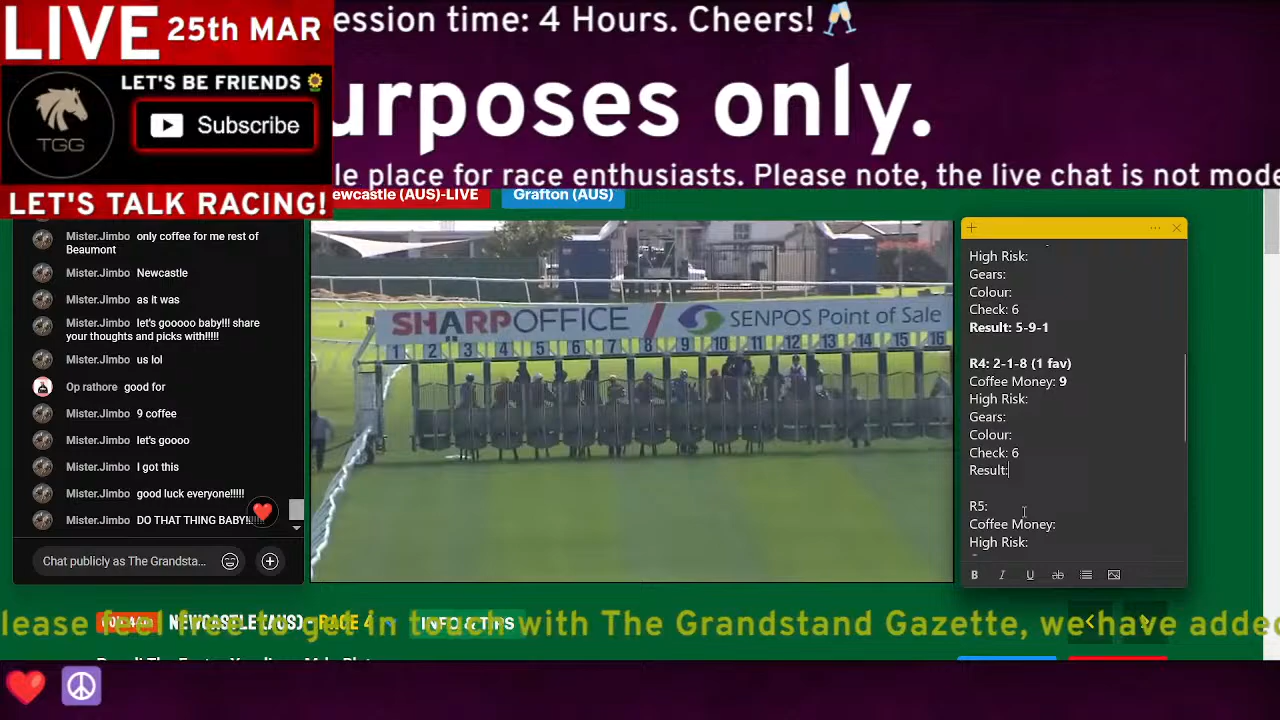 LIVE 25th MAR
ession time: 4 Hours. Cheers!
LET'S BE FRIENDS
TGG
Subscribe
urposes only.
le place for race enthusiasts. Please note, the live chat is not mode
LET'S TALK RACING!
ewcastle (AUS)-LIVE
Grafton (AUS)
Mister.Jimbo only coffee for me rest of
Beaumont
Mister.Jimbo Newcastle
Mister.Jimbo as it was
Mister.Jimbo let's gooooo baby!!! share
your thoughts and picks with!!!!!
Mister.Jimbo us lol
Op rathore good for
Mister.Jimbo 9 coffee
Mister.Jimbo let's goooo
Mister.Jimbo I got this
Mister.Jimbo good luck everyone!!!!!
Mister.Jimbo DO THAT THING BABY!!!!!!
Chat publicly as The Grandsta...
SHARPOFFICE
SENPOS Point of Sale
1 2 3 4 5 6 7 8 9 10 11 12 13 14 15 16
High Risk:
Gears:
Colour:
Check: 6
Result: 5-9-1
R4: 2-1-8 (1 fav)
Coffee Money: 9
High Risk:
Gears:
Colour:
Check: 6
Result:
R5:
Coffee Money:
High Risk:
NEWCASTLE (AUS) - RACE 4
INFO & TIPS
lease feel free to get in touch with The Grandstand Gazette, we have added